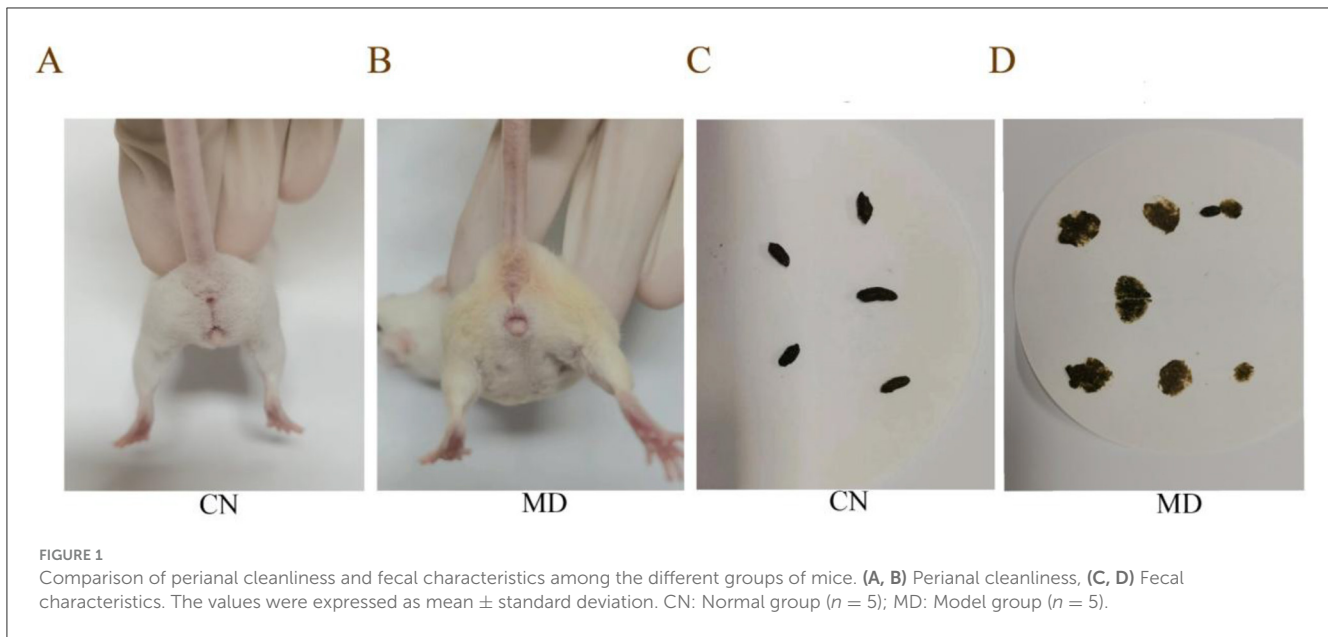 A B C D
CN MD CN MD
FIGURE 1
Comparison of perianal cleanliness and fecal characteristics among the different groups of mice. (A, B) Perianal cleanliness, (C, D) Fecal
characteristics. The values were expressed as mean ± standard deviation. CN: Normal group (n = 5); MD: Model group (n = 5).